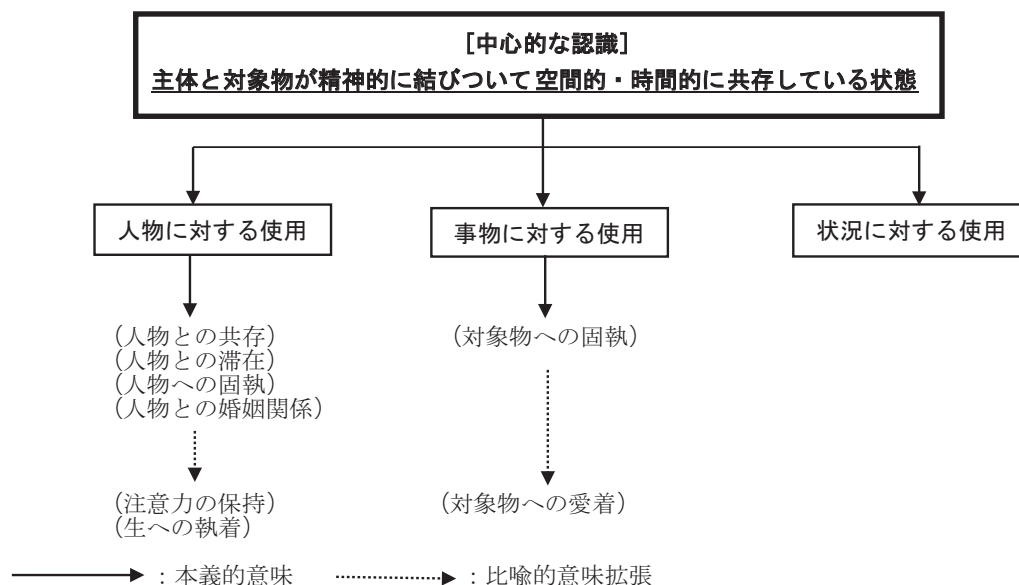 [中心的な認識]
主体と対象物が精神的に結びついて空間的・時間的に共存している状態
人物に対する使用
事物に対する使用
状況に対する使用
(人物との共存)
(人物との滞在)
(人物への固執)
(人物との婚姻関係)
(対象物への固執)
(注意力の保持)
(生への執着)
(対象物への愛着)
：本義的意味
：比喩的意味拡張